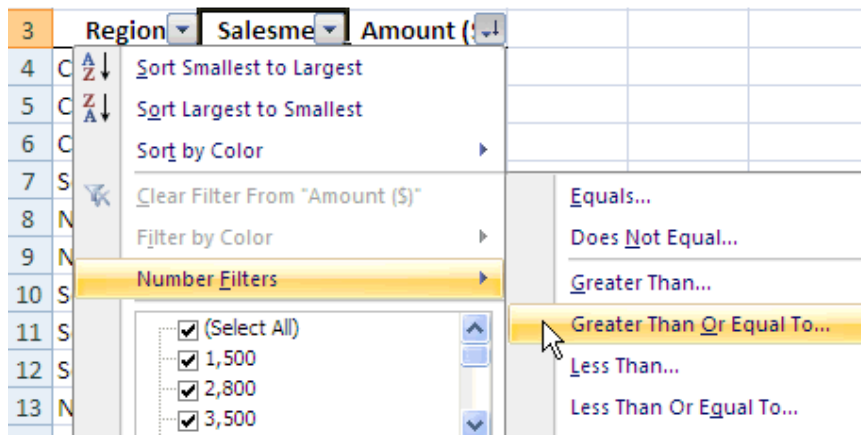 3 Region Salesme Amount ($
4 C Sort Smallest to Largest
5 C Sort Largest to Smallest
6 C Sort by Color
7 S Clear Filter From "Amount ($)"
Equals...
8 N Filter by Color
Does Not Equal...
9 N Number Filters
Greater Than...
10 S
11 S (Select All)
Greater Than Or Equal To...
12 S 1,500
Less Than...
2,800
13 N 3,500
Less Than Or Equal To...